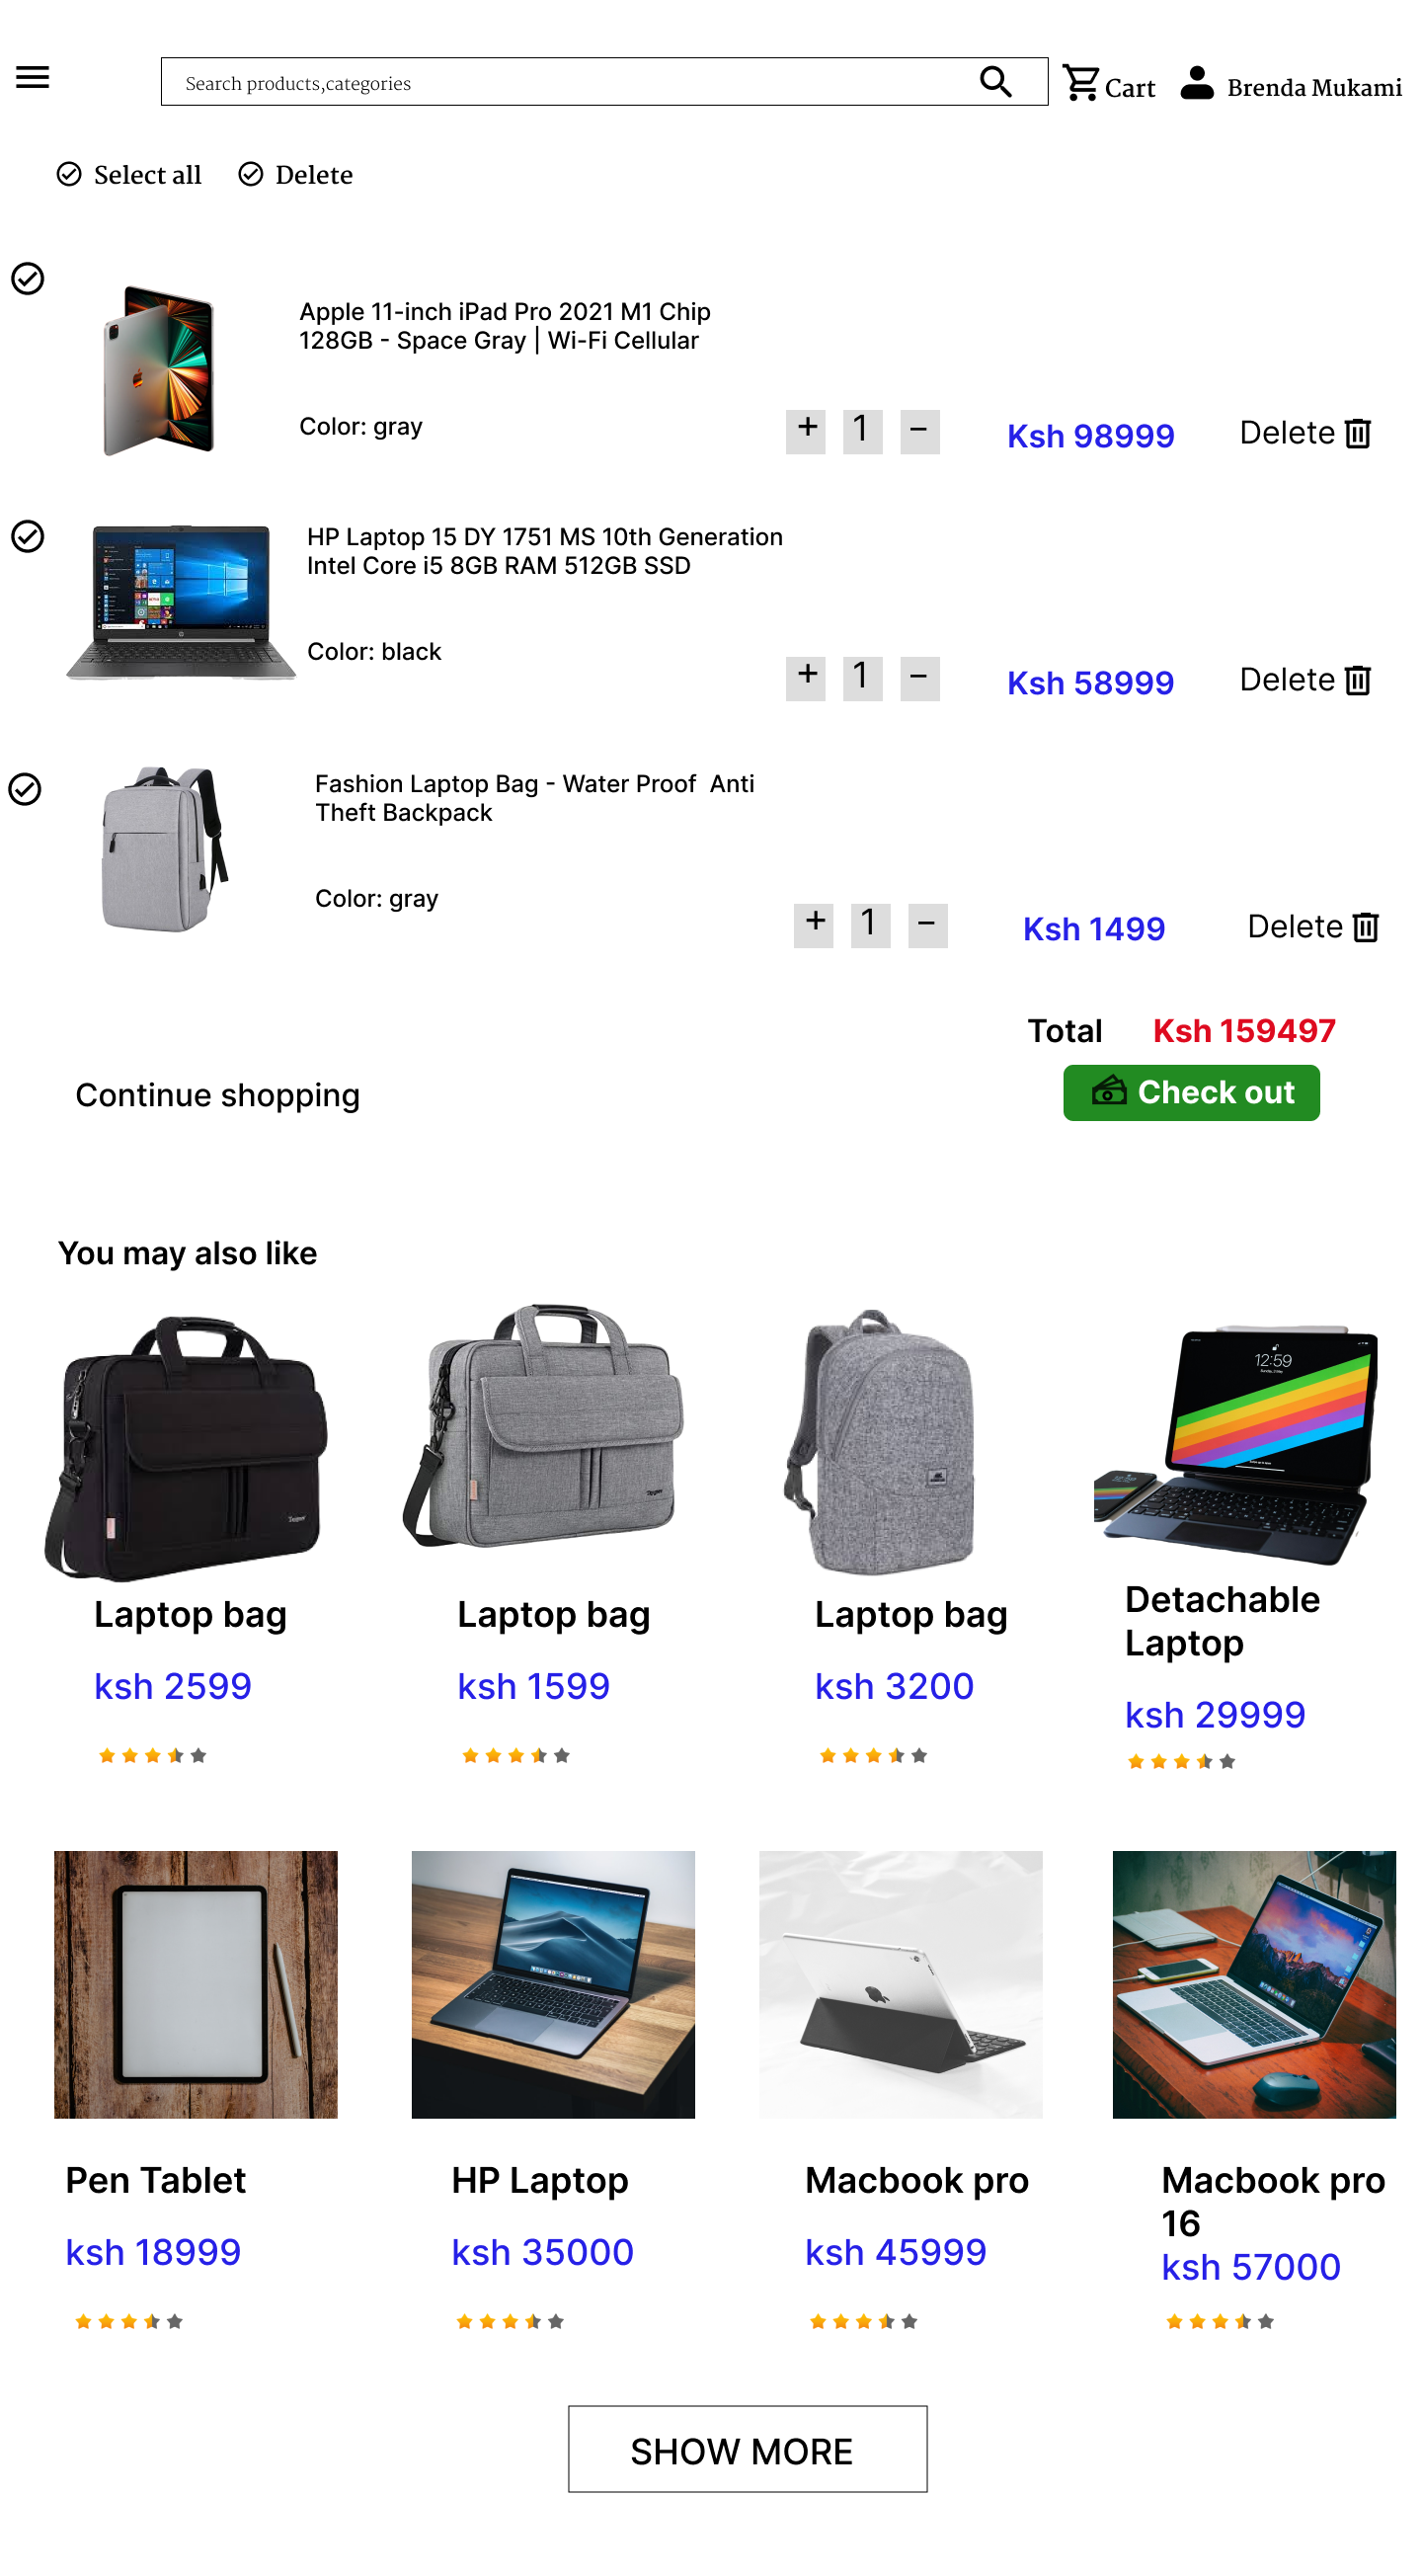 Search products,categories
Cart
Brenda Mukami
Select all
Delete
Apple 11-inch iPad Pro 2021 M1 Chip
128GB - Space Gray | Wi-Fi Cellular
Color: gray
+ 1 -
Ksh 98999
Delete
HP Laptop 15 DY 1751 MS 10th Generation
Intel Core i5 8GB RAM 512GB SSD
Color: black
+ 1 -
Ksh 58999
Delete
Fashion Laptop Bag - Water Proof  Anti
Theft Backpack
Color: gray
+ 1 -
Ksh 1499
Delete
Total
Ksh 159497
Continue shopping
Check out
You may also like
12:59
Laptop bag
ksh 2599
Laptop bag
ksh 1599
Laptop bag
ksh 3200
Detachable
Laptop
ksh 29999
Pen Tablet
ksh 18999
HP Laptop
ksh 35000
Macbook pro
ksh 45999
Macbook pro
16
ksh 57000
SHOW MORE